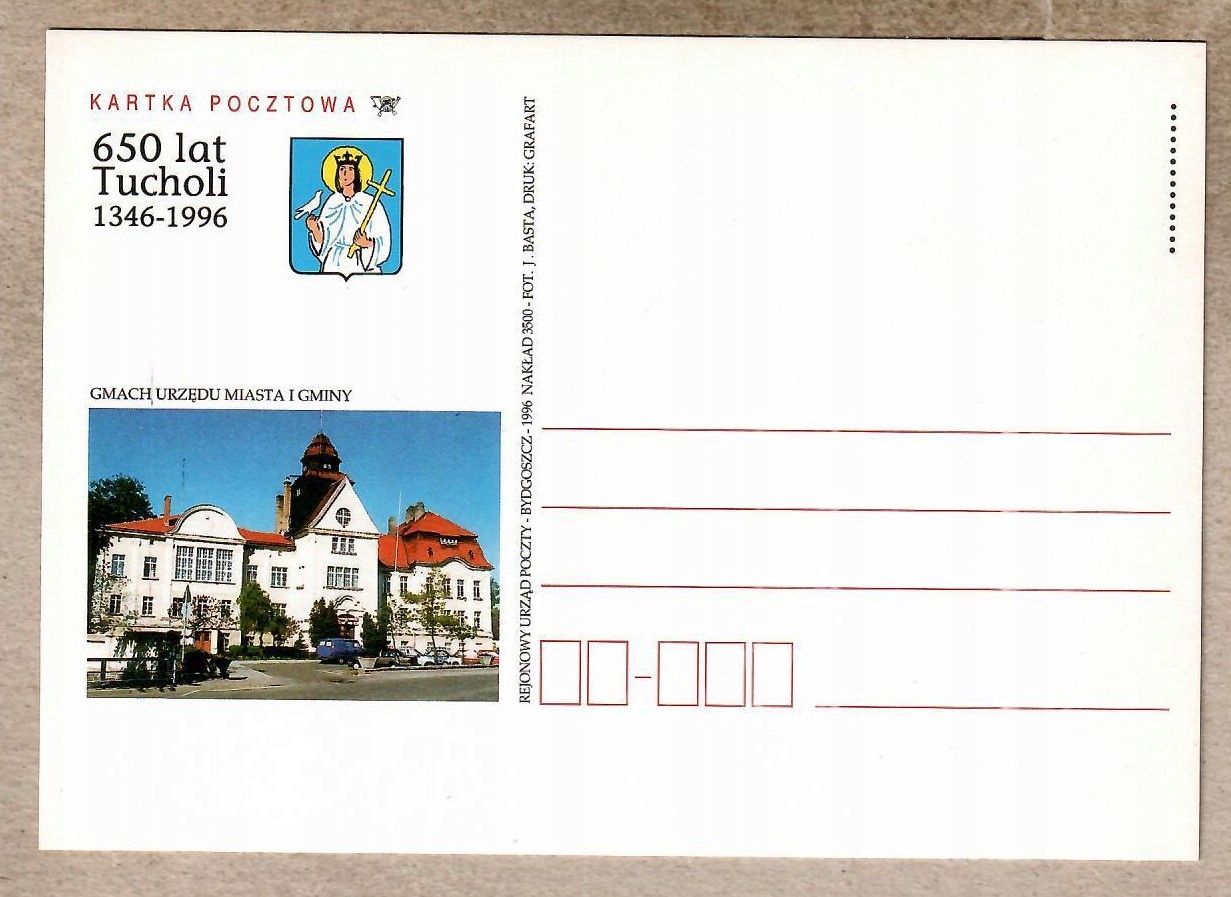 KARTKA POCZTOWA
650 lat
Tucholi
1346-1996
GMACH URZĘDU MIASTA I GMINY
REJONOWY URZĄD POCZTY - BYDGOSZCZ - 1996 NAKŁAD 3500 - FOT. J. BASTA, DRUK: GRAFART